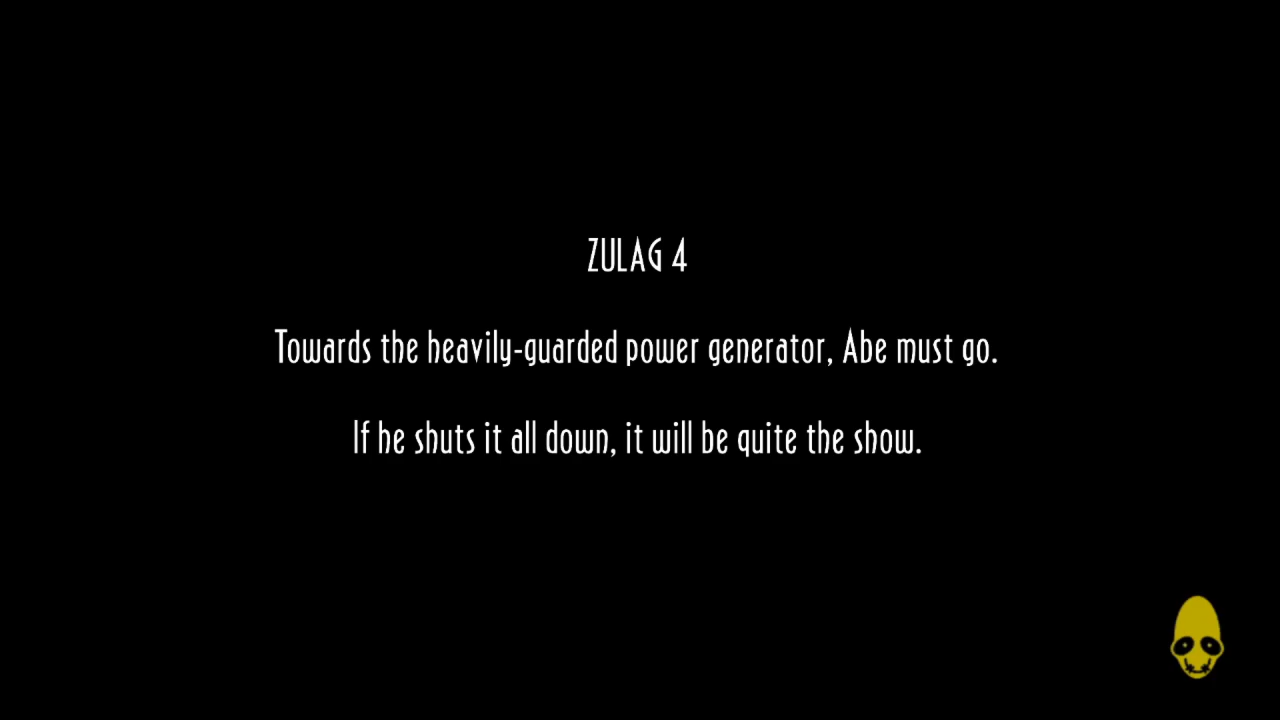 ZULAG 4
Towards the heavily-guarded power generator, Abe must go.
If he shuts it all down, it will be quite the show.